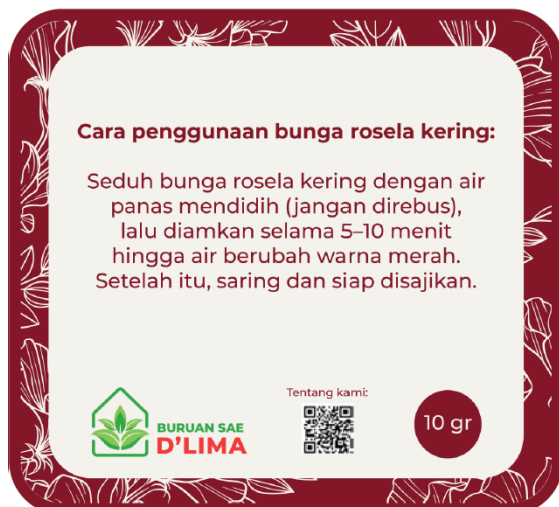 Cara penggunaan bunga rosela kering:
Seduh bunga rosela kering dengan air
panas mendidih (jangan direbus),
lalu diamkan selama 5–10 menit
hingga air berubah warna merah.
Setelah itu, saring dan siap disajikan.
Tentang kami:
BURUAN SAE
D'LIMA
10 gr